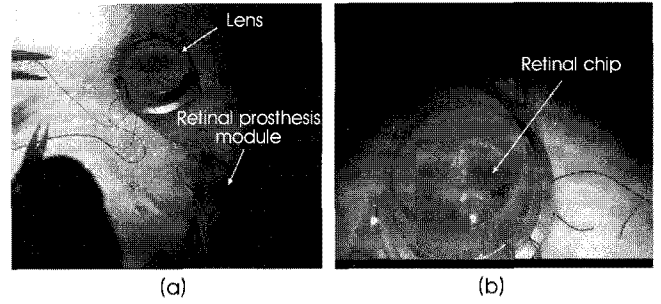 Lens
Retinal prosthesis
module
Retinal chip
(a)
(b)